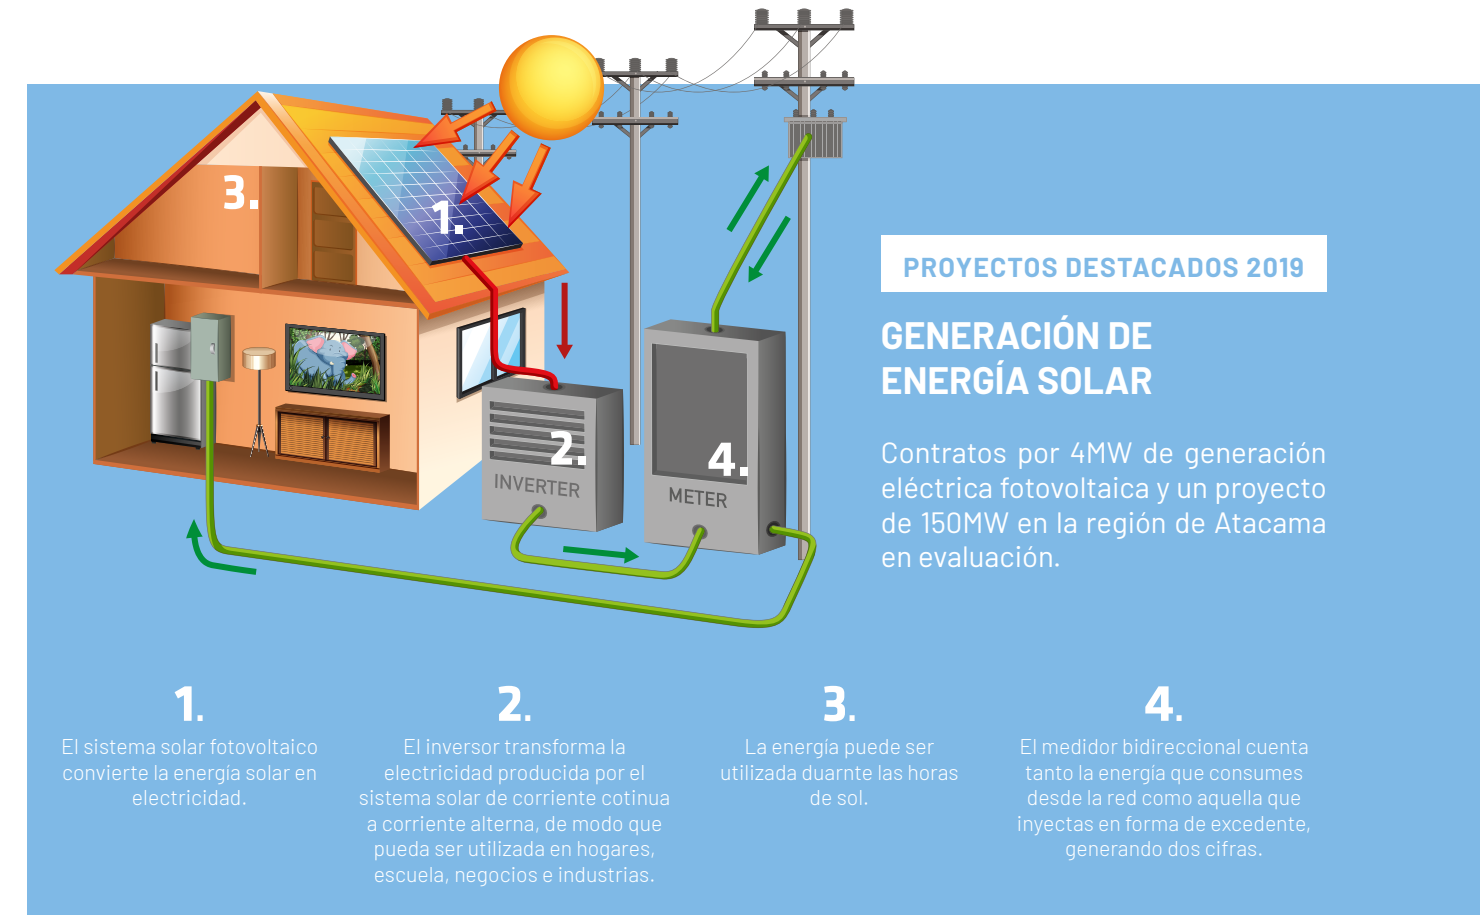 3.
1.
2.
INVERTER
4.
METER
PROYECTOS DESTACADOS 2019
GENERACIÓN DE
ENERGÍA SOLAR
Contratos por 4MW de generación
eléctrica fotovoltaica y un proyecto
de 150MW en la región de Atacama
en evaluación.
1.
El sistema solar fotovoltaico
convierte la energía solar en
electricidad.
2.
El inversor transforma la
electricidad producida por el
sistema solar de corriente cotinua
a corriente alterna, de modo que
pueda ser utilizada en hogares,
escuela, negocios e industrias.
3.
La energía puede ser
utilizada duarnte las horas
de sol.
4.
El medidor bidireccional cuenta
tanto la energía que consumes
desde la red como aquella que
inyectas en forma de excedente,
generando dos cifras.